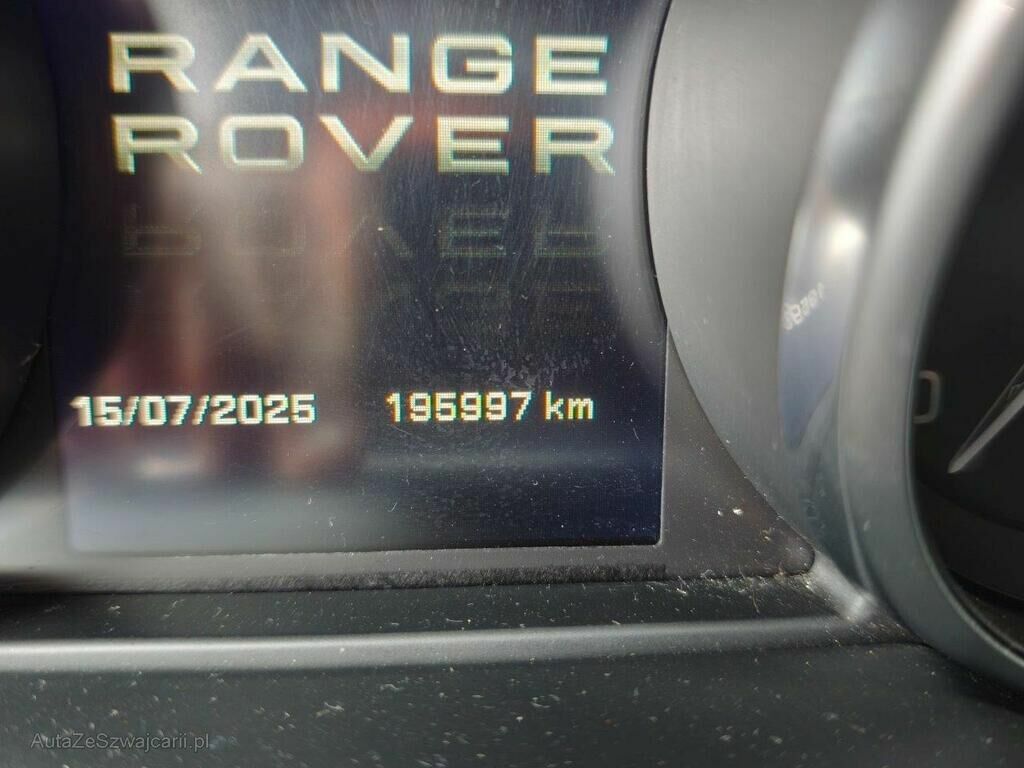 RANGE
ROVER
15/07/2025 195997 km
AutaZeSzwajcarii.pl